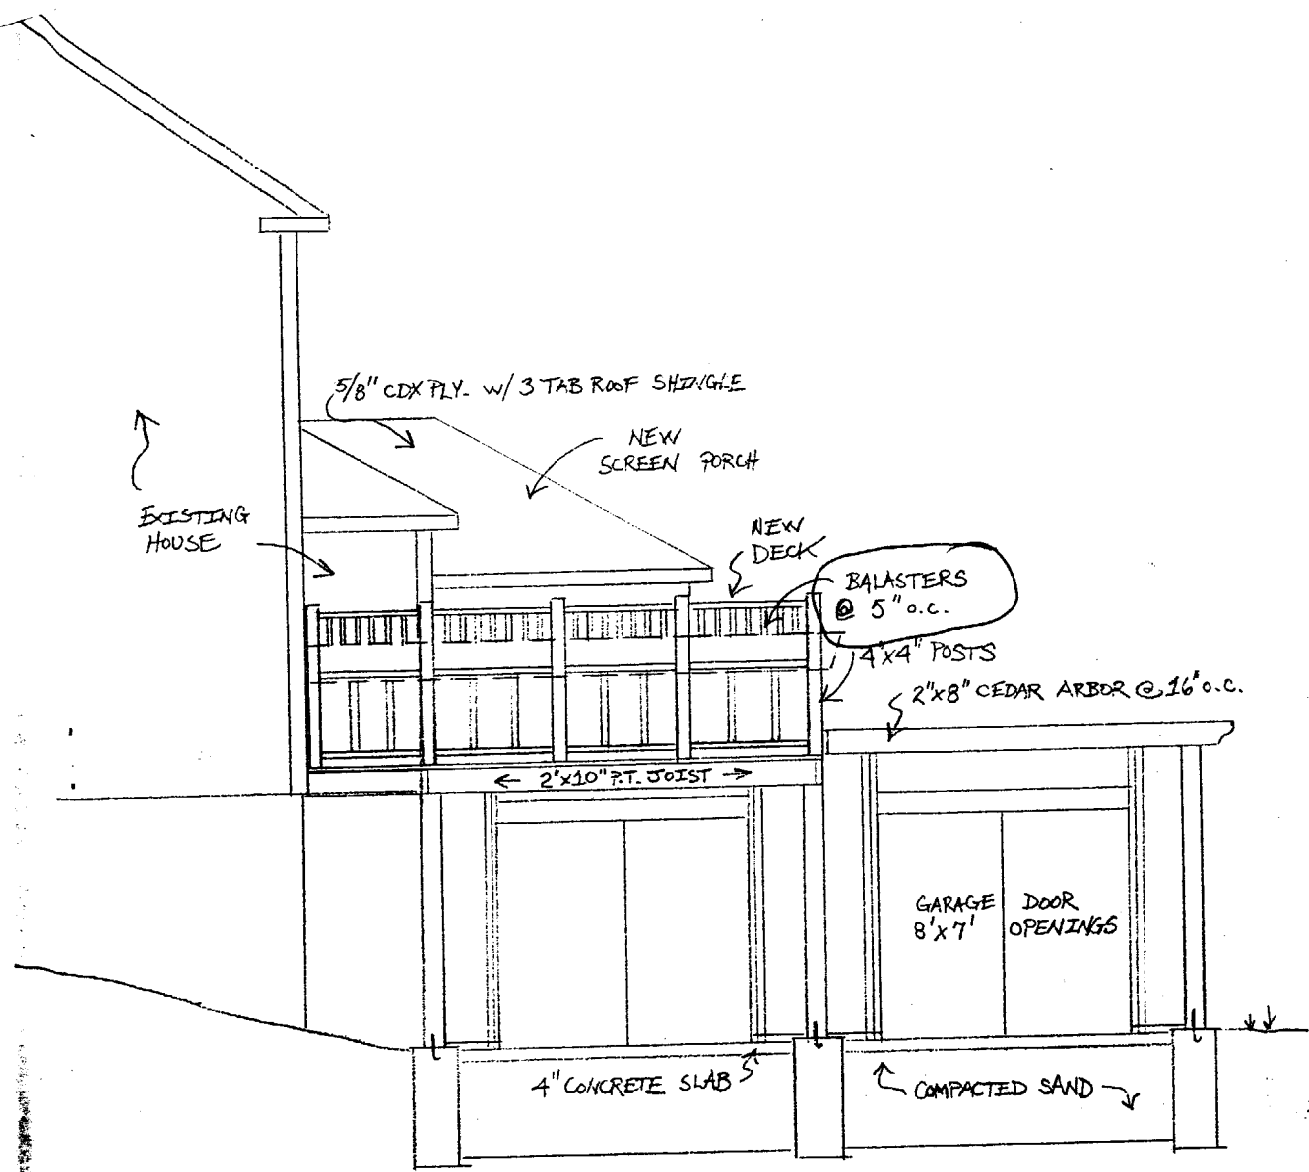 5/8" CDX PLY. w/ 3 TAB ROOF SHINGLE
NEW
SCREEN PORCH
EXISTING
HOUSE
NEW
DECK
BALASTERS
@ 5" o.c.
4"x4" POSTS
2"x8" CEDAR ARBOR @ 16" o.c.
2"x10" P.T. JOIST
GARAGE DOOR
8'x7' OPENINGS
4" CONCRETE SLAB
COMPACTED SAND